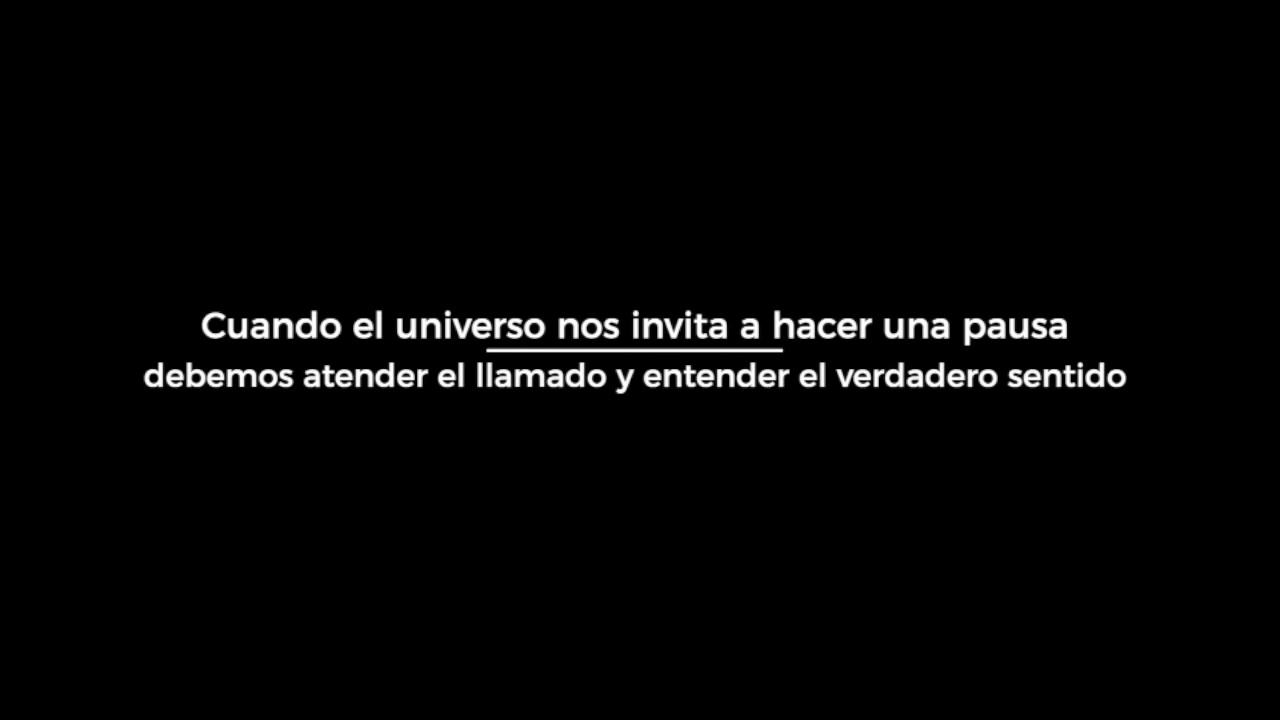 Cuando el universo nos invita a hacer una pausa
debemos atender el llamado y entender el verdadero sentido